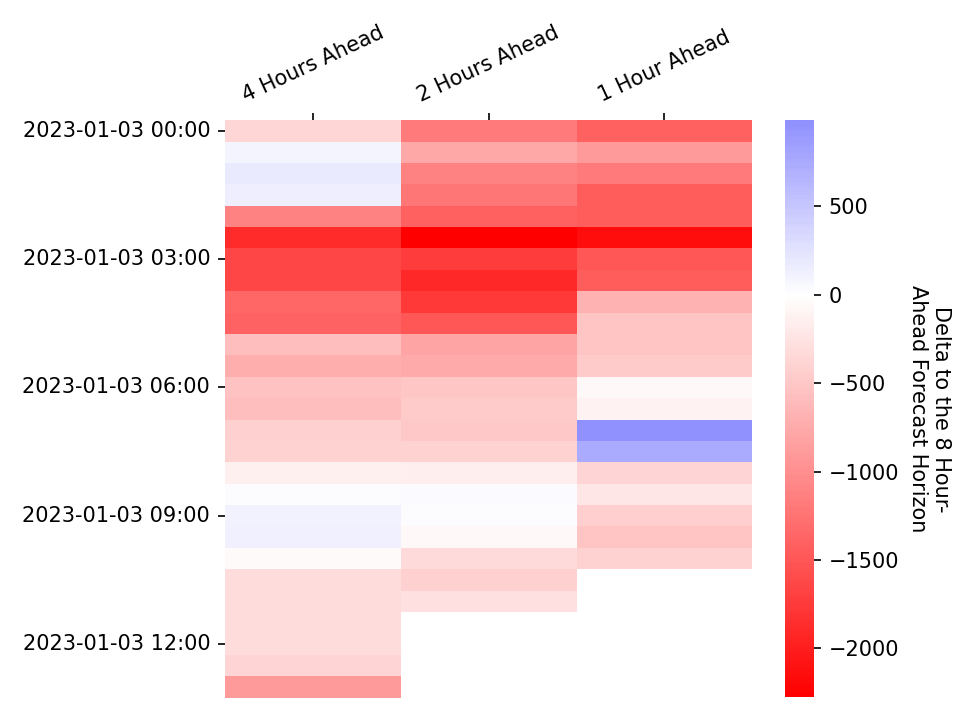 4 Hours Ahead
2 Hours Ahead
1 Hour Ahead
2023-01-03 00:00
2023-01-03 03:00
2023-01-03 06:00
2023-01-03 09:00
2023-01-03 12:00
500
0
−500
−1000
−1500
−2000
Delta to the 8 Hour-
Ahead Forecast Horizon